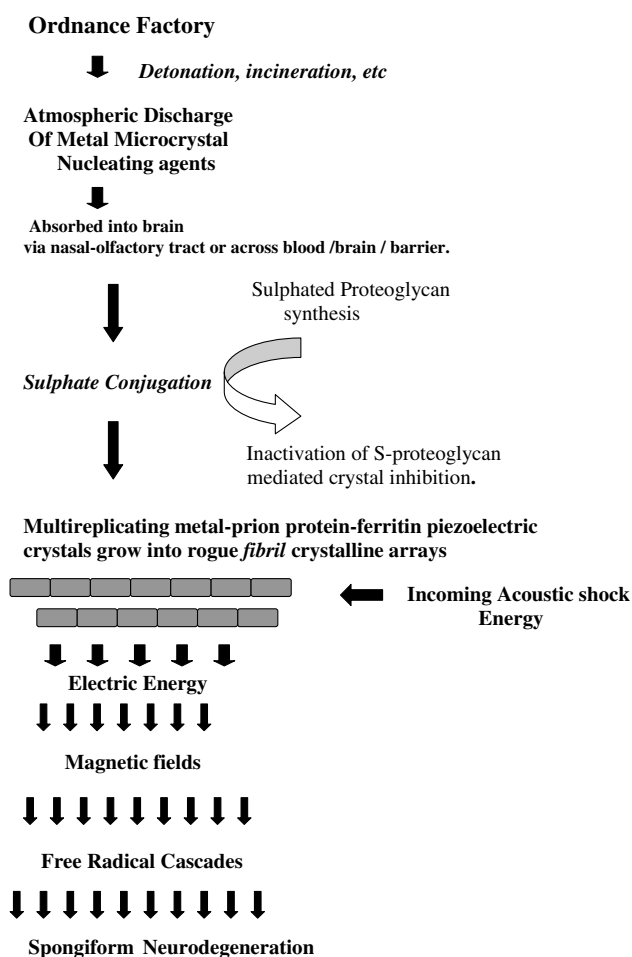 Ordnance Factory
Detonation, incineration, etc
Atmospheric Discharge
Of Metal Microcrystal
Nucleating agents
Absorbed into brain
via nasal-olfactory tract or across blood /brain / barrier.
Sulphated Proteoglycan
synthesis
Sulphate Conjugation
Inactivation of S-proteoglycan
mediated crystal inhibition.
Multireplicating metal-prion protein-ferritin piezoelectric
crystals grow into rogue fibril crystalline arrays
Incoming Acoustic shock
Energy
Electric Energy
Magnetic fields
Free Radical Cascades
Spongiform Neurodegeneration